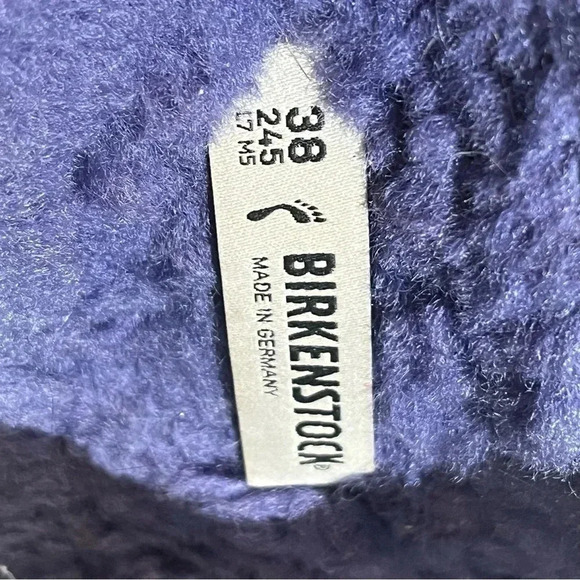 38
245
L7 M5
BIRKENSTOCK®
MADE IN GERMANY